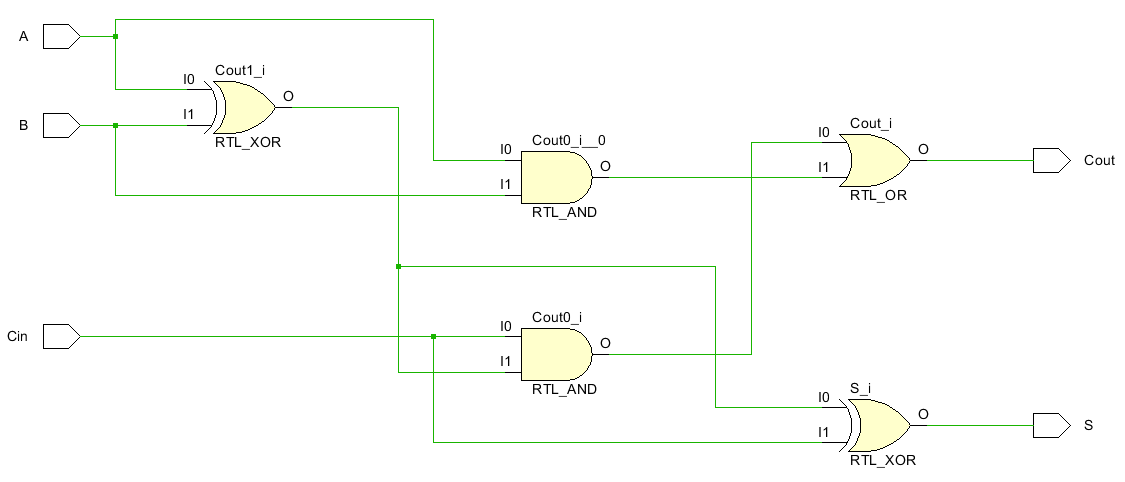 A
Cout1_i
I0
O
I1
B
RTL_XOR
Cout0_i__0
I0
O
I1
RTL_AND
Cout_i
I0
O
I1
Cout
RTL_OR
Cin
Cout0_i
I0
O
I1
RTL_AND
S_i
I0
O
I1
S
RTL_XOR